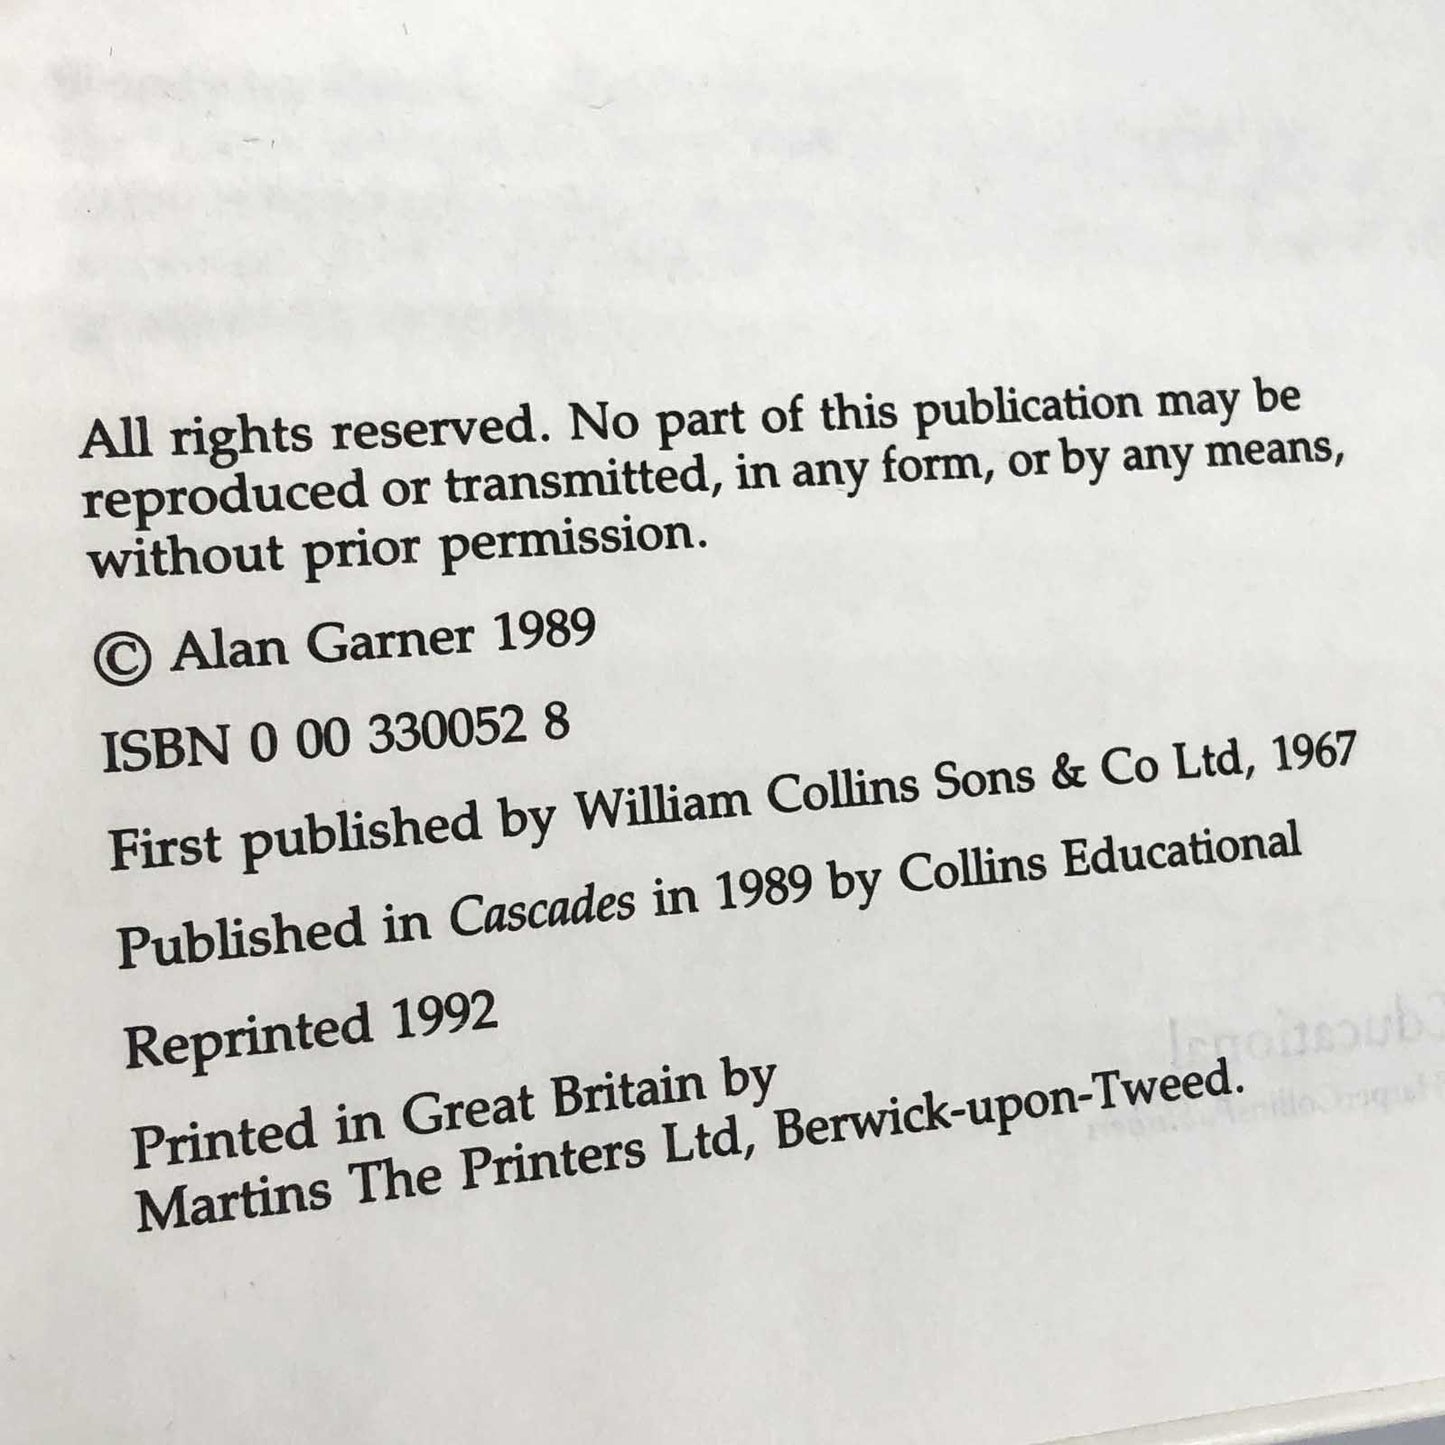 All rights reserved. No part of this publication may be
reproduced or transmitted, in any form, or by any means,
without prior permission.
© Alan Garner 1989
ISBN 0 00 330052 8
First published by William Collins Sons & Co Ltd, 1967
Published in Cascades in 1989 by Collins Educational
Reprinted 1992
Printed in Great Britain by
Martins The Printers Ltd, Berwick-upon-Tweed.